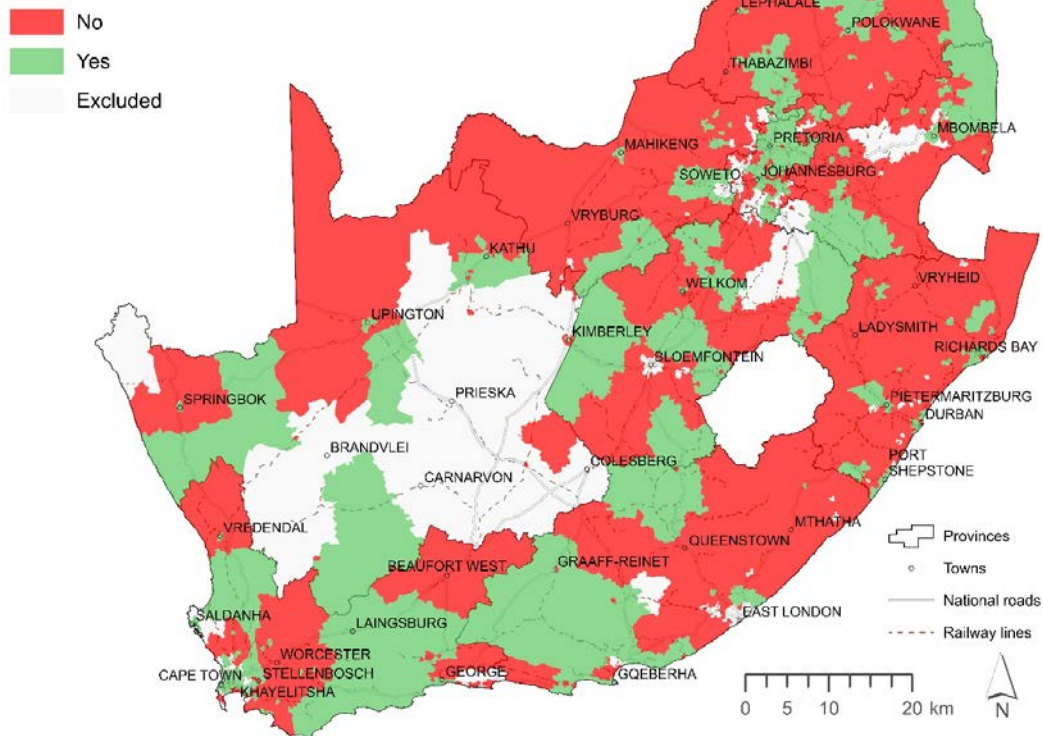 No
Yes
Excluded
LEPHALALE
POLOKWANE
THABAZIMBI
MBOMBELA
PRETORIA
MAHIKENG
SOWETO
JOHANNESBURG
VRYBURG
KATHU
WELKOM
VRYHEID
UPINGTON
KIMBERLEY
LADYSMITH
BLOEMFONTEIN
RICHARDS BAY
PRIESKA
SPRINGBOK
PIETERMARITZBURG
DURBAN
BRANDVLEI
COLESBERG
PORT
SHEPSTONE
CARNARVON
VREDENDAL
MTHATHA
QUEENSTOWN
BEAUFORT WEST
GRAAFF-REINET
SALDANHA
EAST LONDON
LAINGSBURG
WORCESTER
CAPE TOWN
STELLENBOSCH
GEORGE
GQEBERHA
KHAYELITSHA
Provinces
Towns
National roads
Railway lines
0 5 10 20 km
N